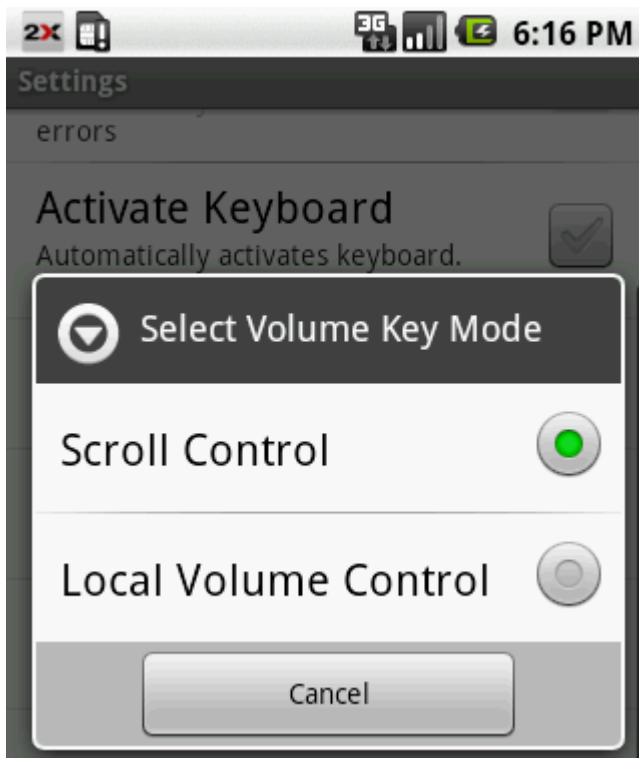 2X 3G 6:16 PM
Settings
errors
Activate Keyboard
Automatically activates keyboard.
Select Volume Key Mode
Scroll Control
Local Volume Control
Cancel